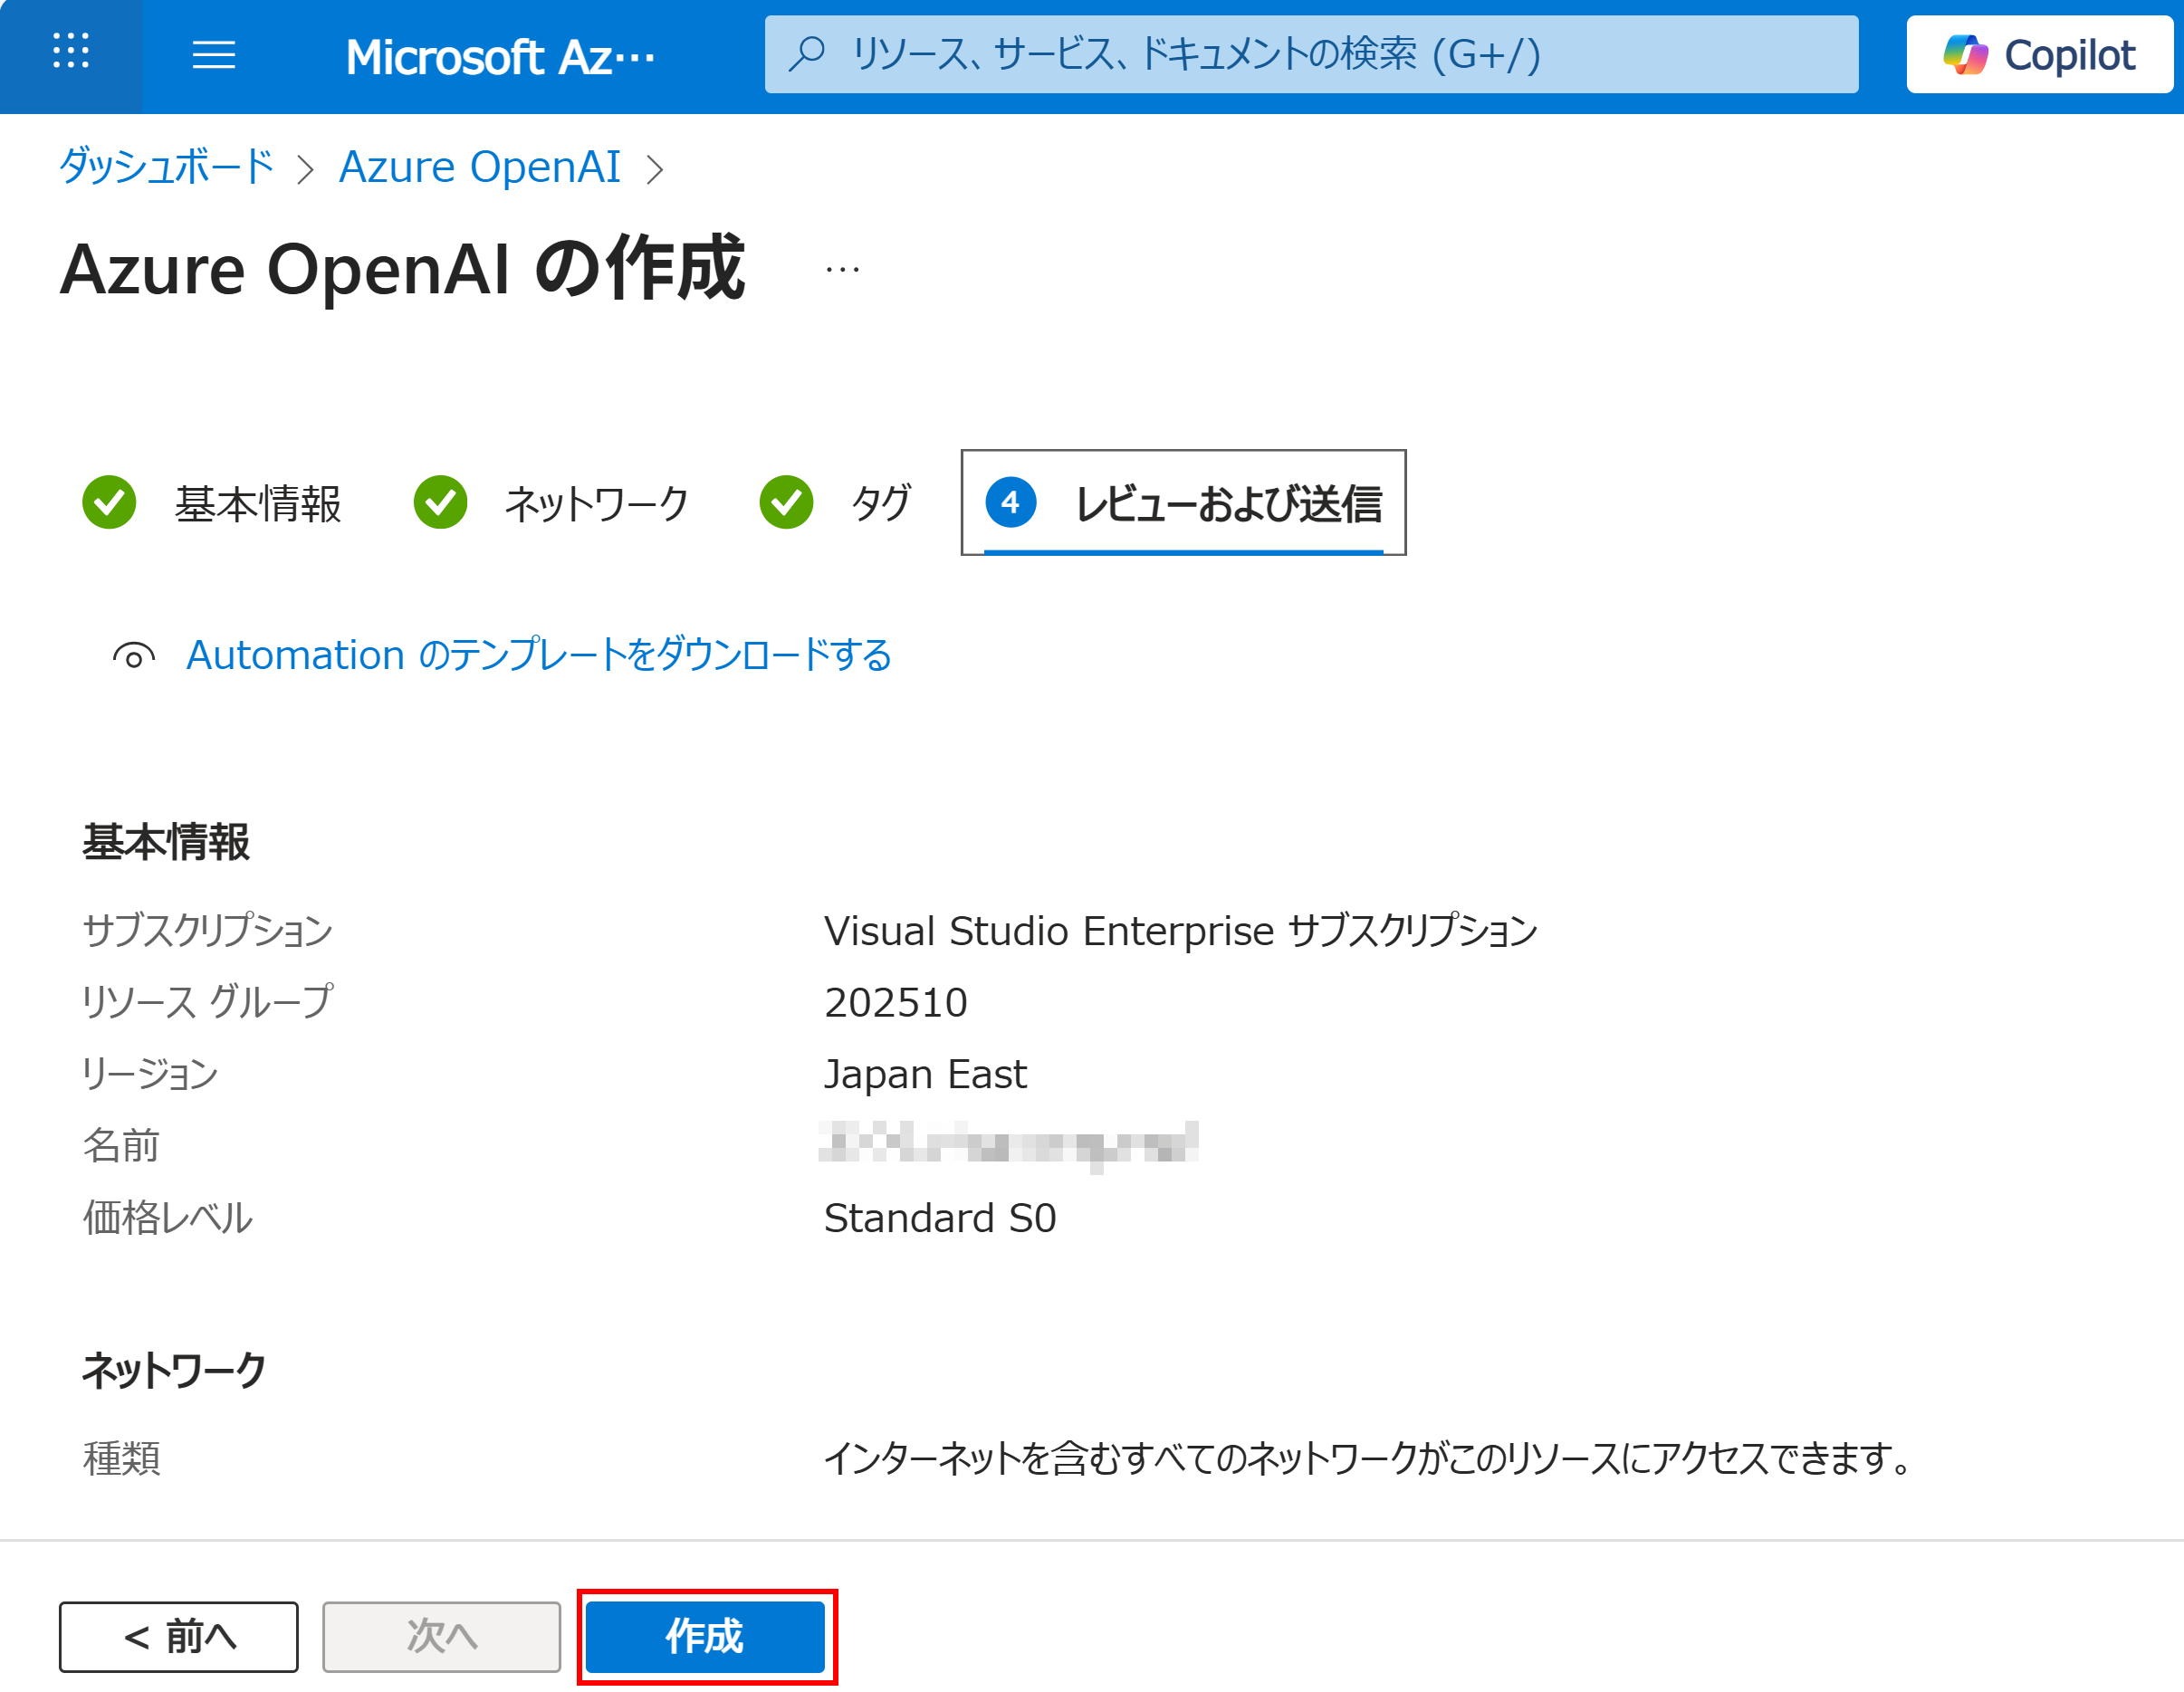 Microsoft Az…
リソース、サービス、ドキュメントの検索 (G+/)
Copilot
ダッシュボード > Azure OpenAI >
Azure OpenAI の作成 …
基本情報 ネットワーク タグ 4 レビューおよび送信
Automation のテンプレートをダウンロードする
基本情報
サブスクリプション Visual Studio Enterprise サブスクリプション
リソース グループ 202510
リージョン Japan East
名前
価格レベル Standard S0
ネットワーク
種類 インターネットを含むすべてのネットワークがこのリソースにアクセスできます。
< 前へ 次へ 作成